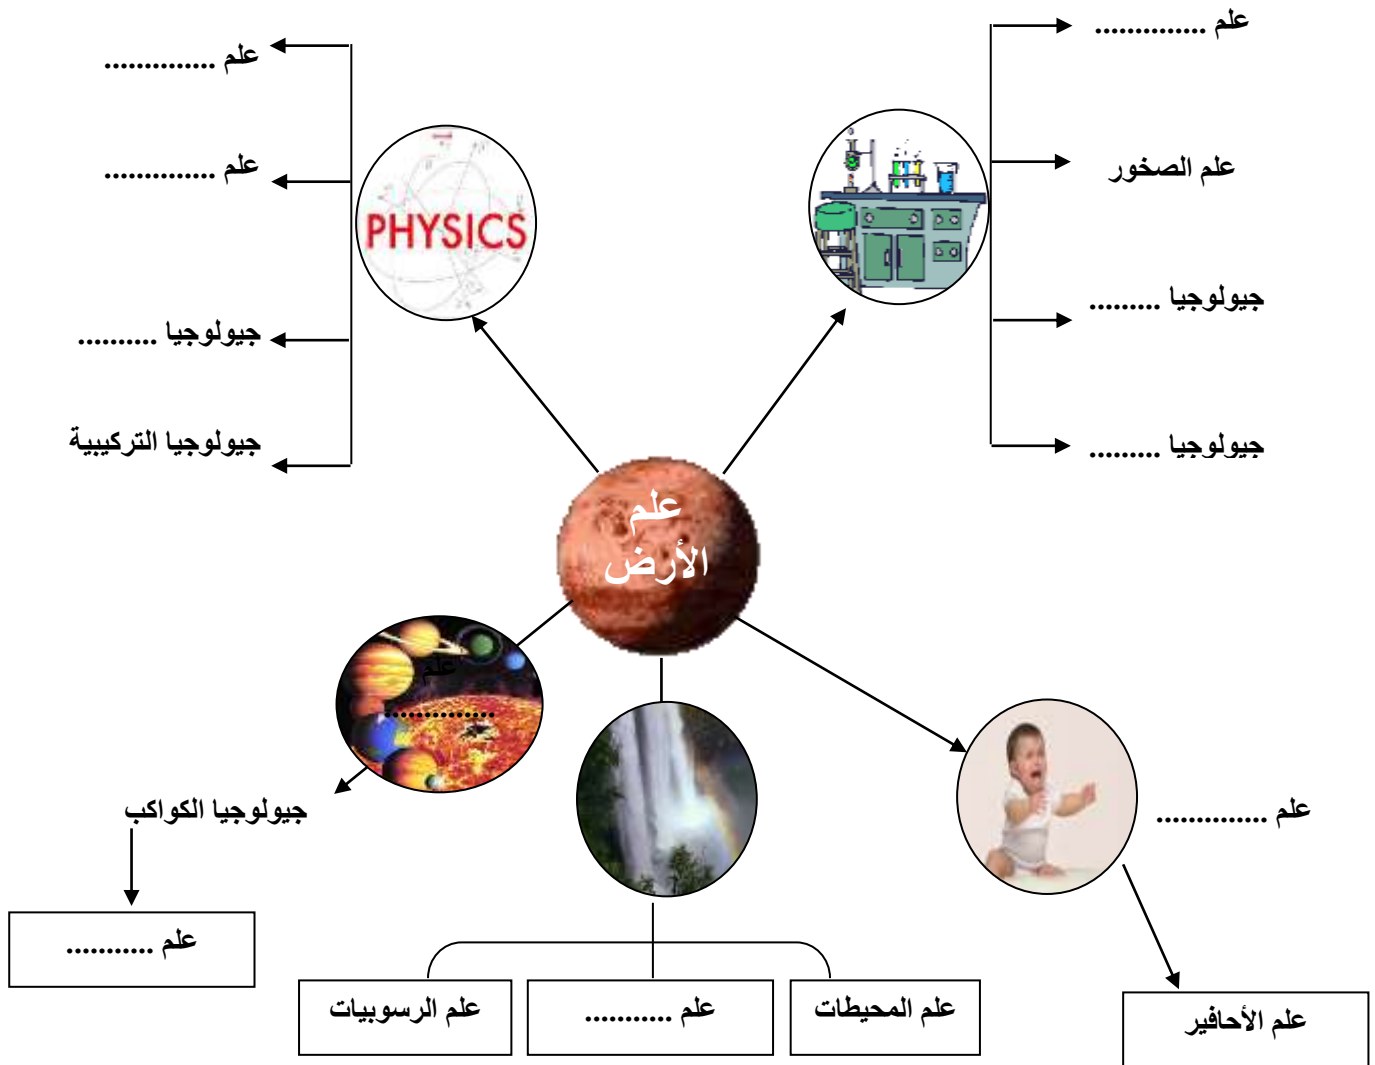 علم ..............
علم ..............
علم ..............
علم الصخور
PHYSICS
جيولوجيا .........
جيولوجيا ..........
جيولوجيا .........
جيولوجيا التركيبية
علم
الأرض
علم
..............
علم ..............
جيولوجيا الكواكب
علم ...........
علم المحيطات
علم ...........
علم الرسوبيات
علم الأحافير